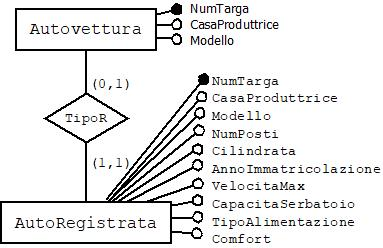 NumTarga
Autovettura
CasaProduttrice
Modello
(0,1)
NumTarga
CasaProduttrice
TipoR
Modello
NumPosti
Cilindrata
(1,1)
AnnoImmatricolazione
VelocitaMax
CapacitaSerbatoio
AutoRegistrata
TipoAlimentazione
Comfort